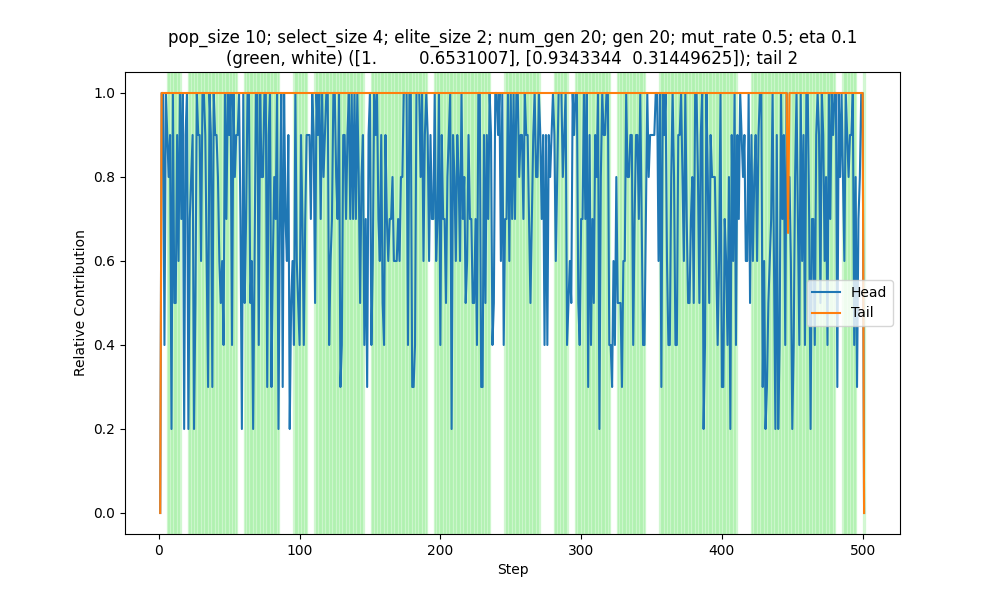 pop_size 10; select_size 4; elite_size 2; num_gen 20; gen 20; mut_rate 0.5; eta 0.1
(green, white) ([1.        0.6531007], [0.9343344  0.31449625]); tail 2
1.0
0.8
0.6
0.4
0.2
0.0
Relative Contribution
Head
Tail
0
100
200
300
400
500
Step